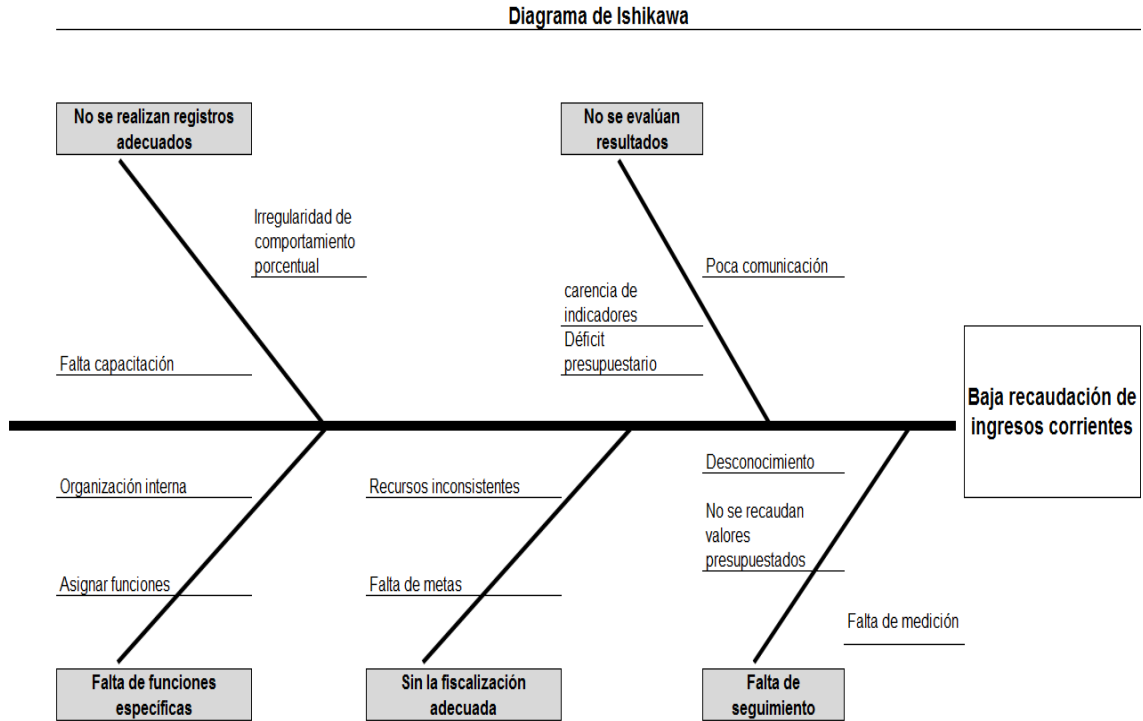 Diagrama de Ishikawa
No se realizan registros
adecuados
No se evalúan
resultados
Irregularidad de
comportamiento
porcentual
Poca comunicación
carencia de
indicadores
Déficit
presupuestario
Falta capacitación
Baja recaudación de
ingresos corrientes
Organización interna
Recursos inconsistentes
Desconocimiento
No se recaudan
valores
presupuestados
Asignar funciones
Falta de metas
Falta de medición
Falta de funciones
específicas
Sin la fiscalización
adecuada
Falta de
seguimiento